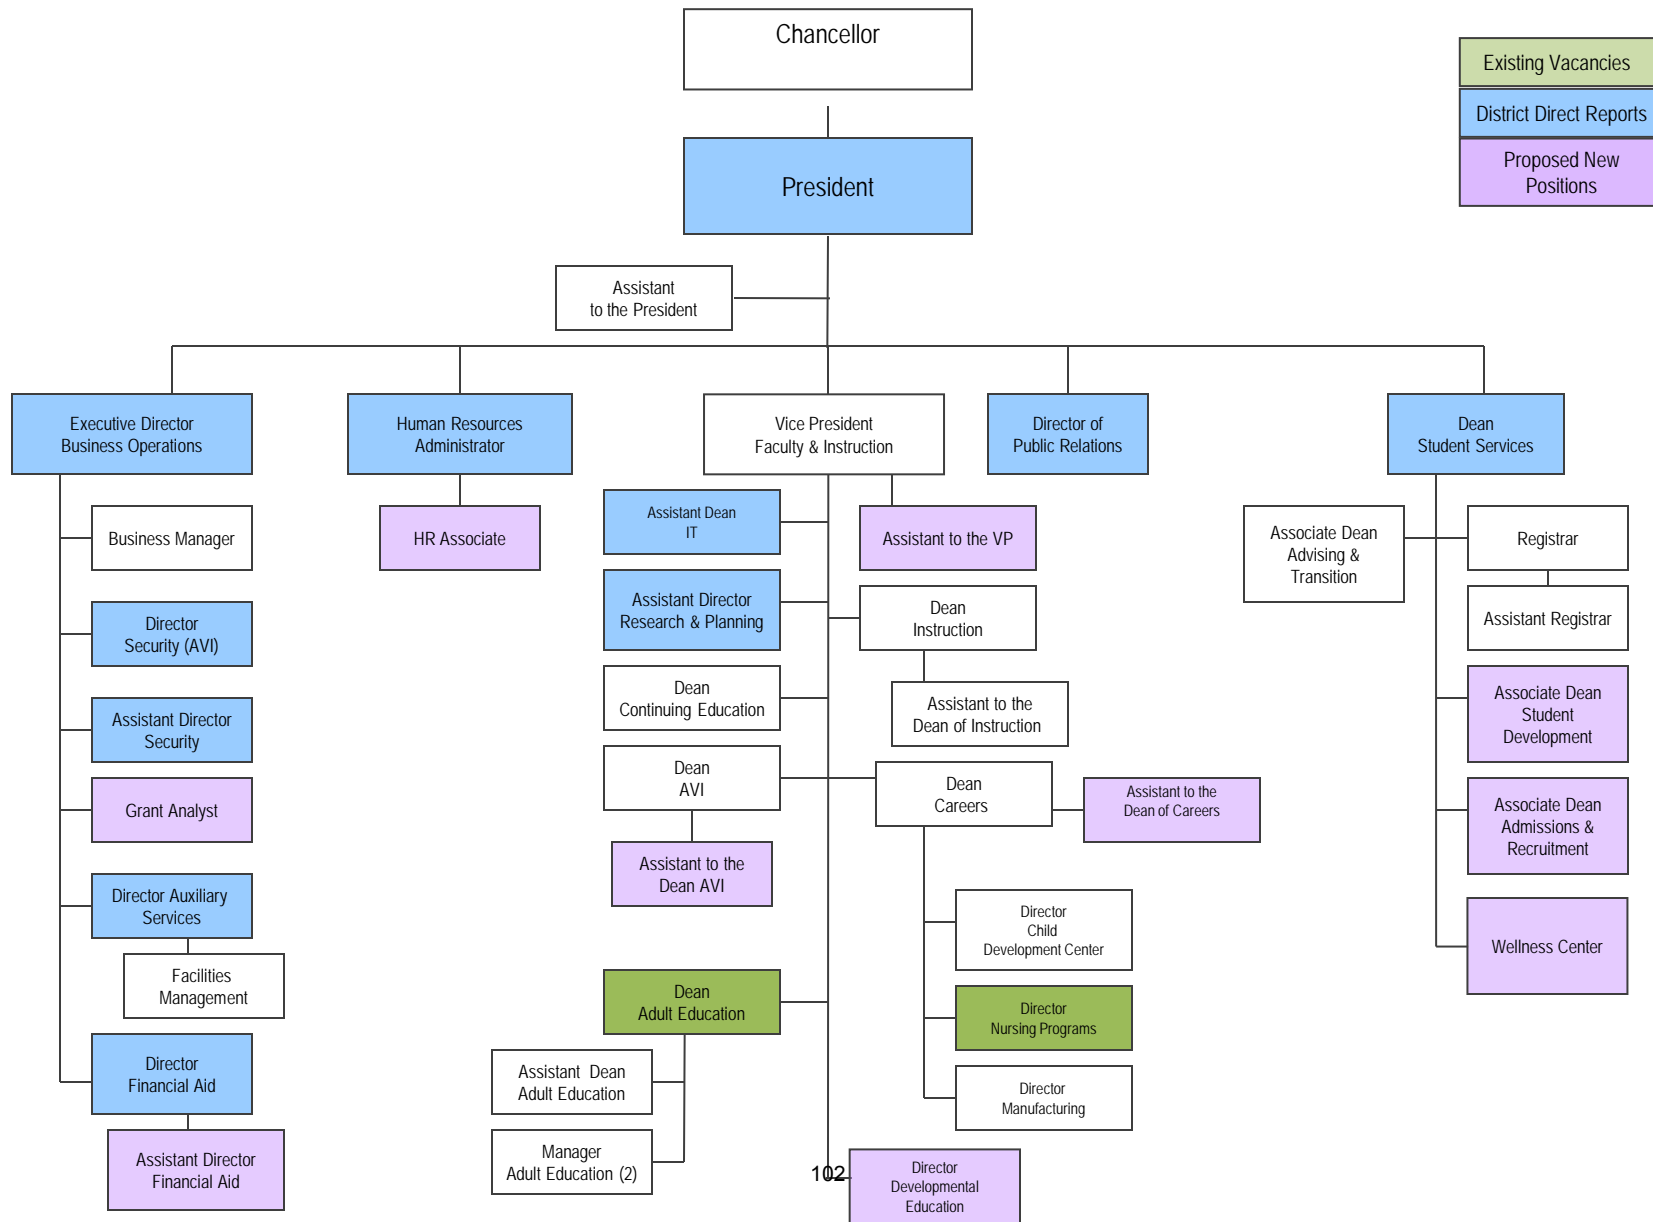 Chancellor
Existing Vacancies
District Direct Reports
Proposed New
Positions
President
Assistant
to the President
Executive Director
Business Operations
Human Resources
Administrator
Vice President
Faculty & Instruction
Director of
Public Relations
Dean
Student Services
Business Manager
Director
Security (AVI)
Assistant Director
Security
Grant Analyst
Director Auxiliary
Services
Facilities
Management
Director
Financial Aid
Assistant Director
Financial Aid
HR Associate
Assistant Dean
IT
Assistant to the VP
Assistant Director
Research & Planning
Dean
Instruction
Dean
Continuing Education
Assistant to the
Dean of Instruction
Dean
AVI
Dean
Careers
Assistant to the
Dean of Careers
Assistant to the
Dean AVI
Director
Child
Development Center
Dean
Adult Education
Director
Nursing Programs
Assistant Dean
Adult Education
Director
Manufacturing
Manager
Adult Education (2)
102
Director
Developmental
Education
Associate Dean
Advising &
Transition
Registrar
Assistant Registrar
Associate Dean
Student
Development
Associate Dean
Admissions &
Recruitment
Wellness Center